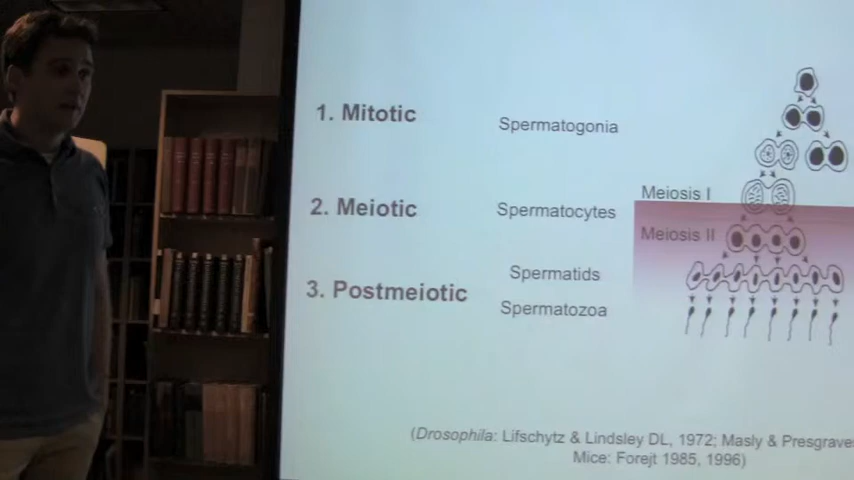 1. Mitotic
Spermatogonia
Meiosis I
2. Meiotic
Spermatocytes
Meiosis II
3. Postmeiotic
Spermatids
Spermatozoa
(Drosophila: Lifschytz & Lindsley DL, 1972; Masly & Presgraves
Mice: Forejt 1985, 1996)